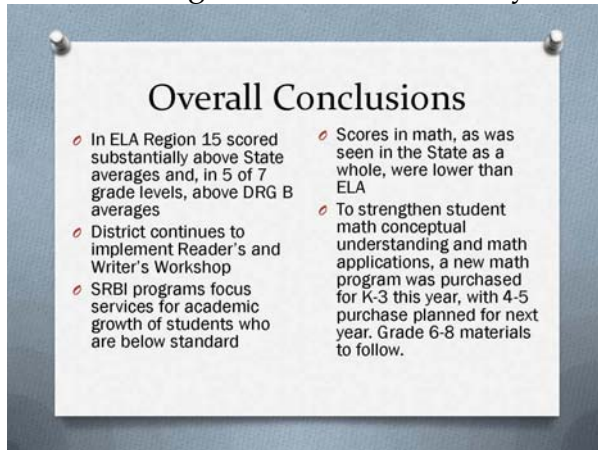 Overall Conclusions
In ELA Region 15 scored
substantially above State
averages and, in 5 of 7
grade levels, above DRG B
averages
District continues to
implement Reader's and
Writer's Workshop
SRBI programs focus
services for academic
growth of students who
are below standard
Scores in math, as was
seen in the State as a
whole, were lower than
ELA
To strengthen student
math conceptual
understanding and math
applications, a new math
program was purchased
for K-3 this year, with 4-5
purchase planned for next
year. Grade 6-8 materials
to follow.